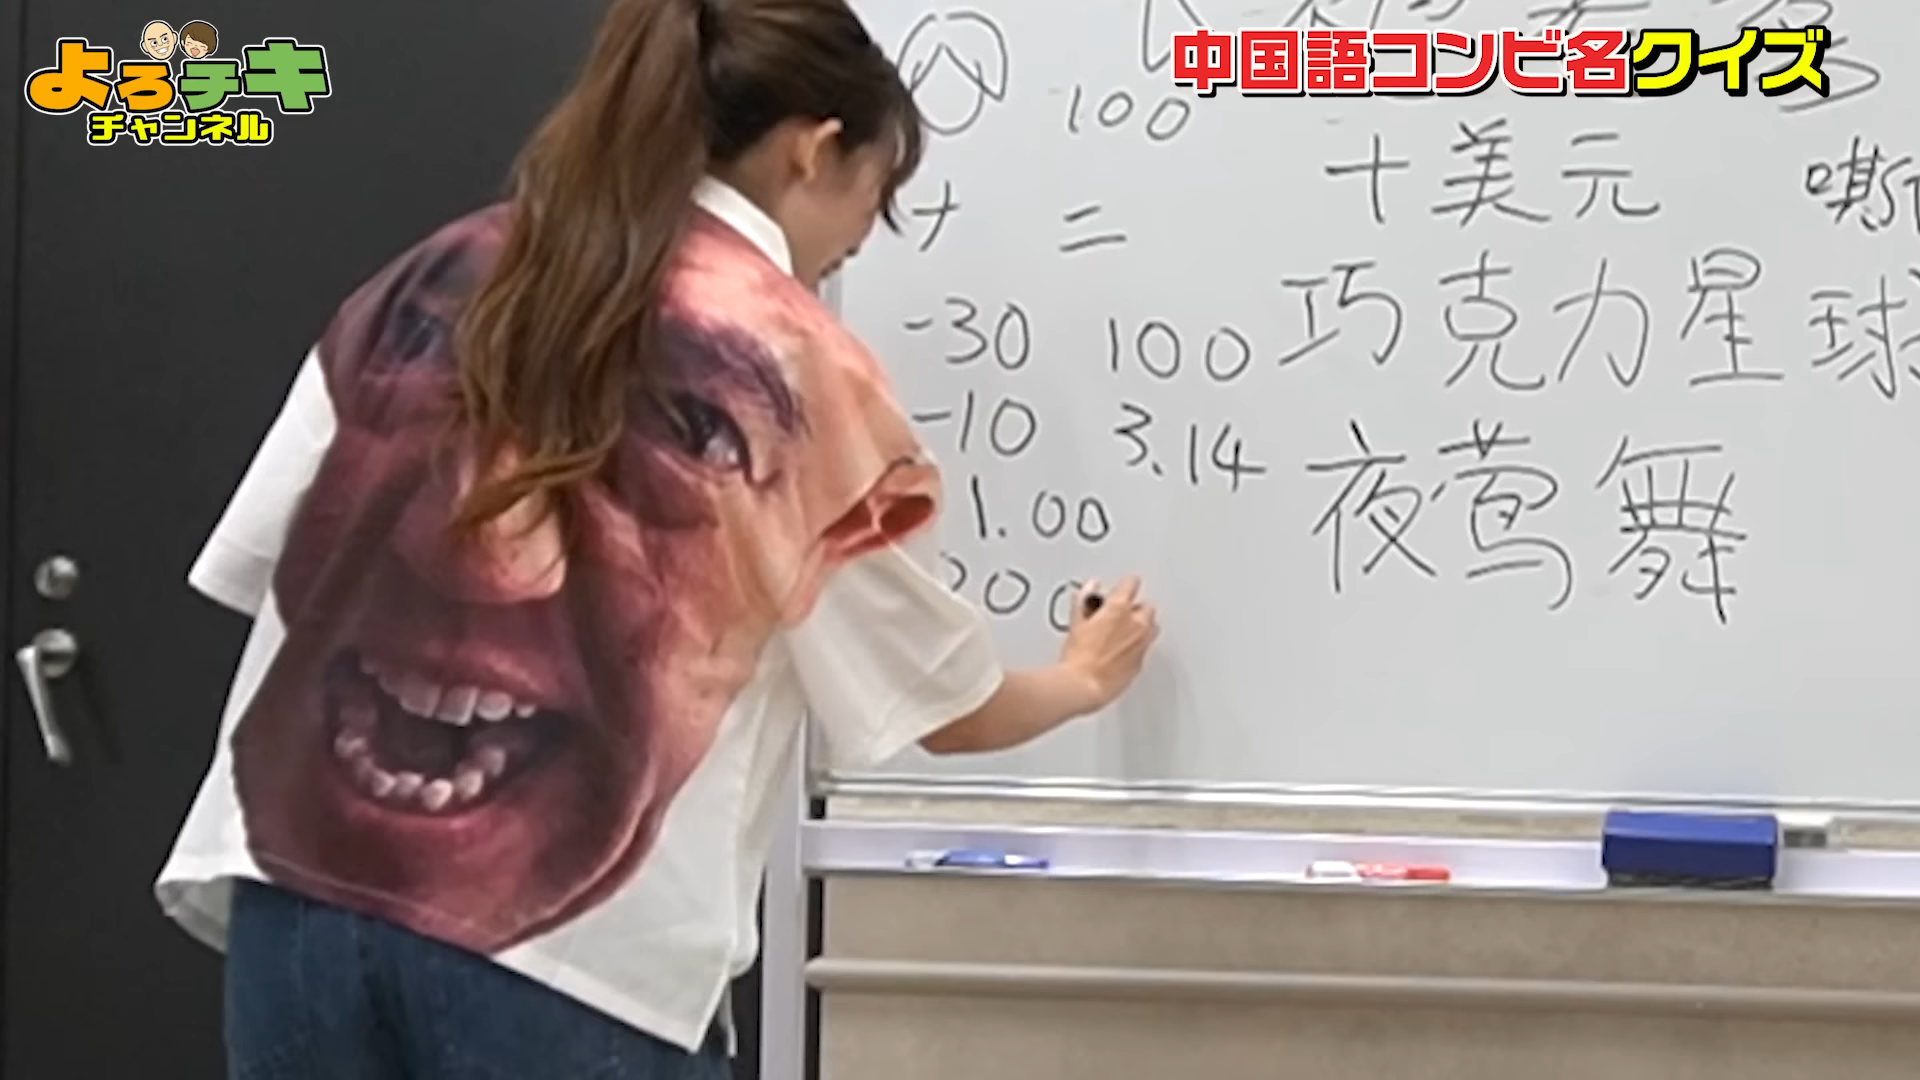 よろチキ
チャンネル
中国語コンビ名クイズ
-100
十美元
ナ 二
巧克力星球
-30 100
-10 3.14
夜莺舞
1.00